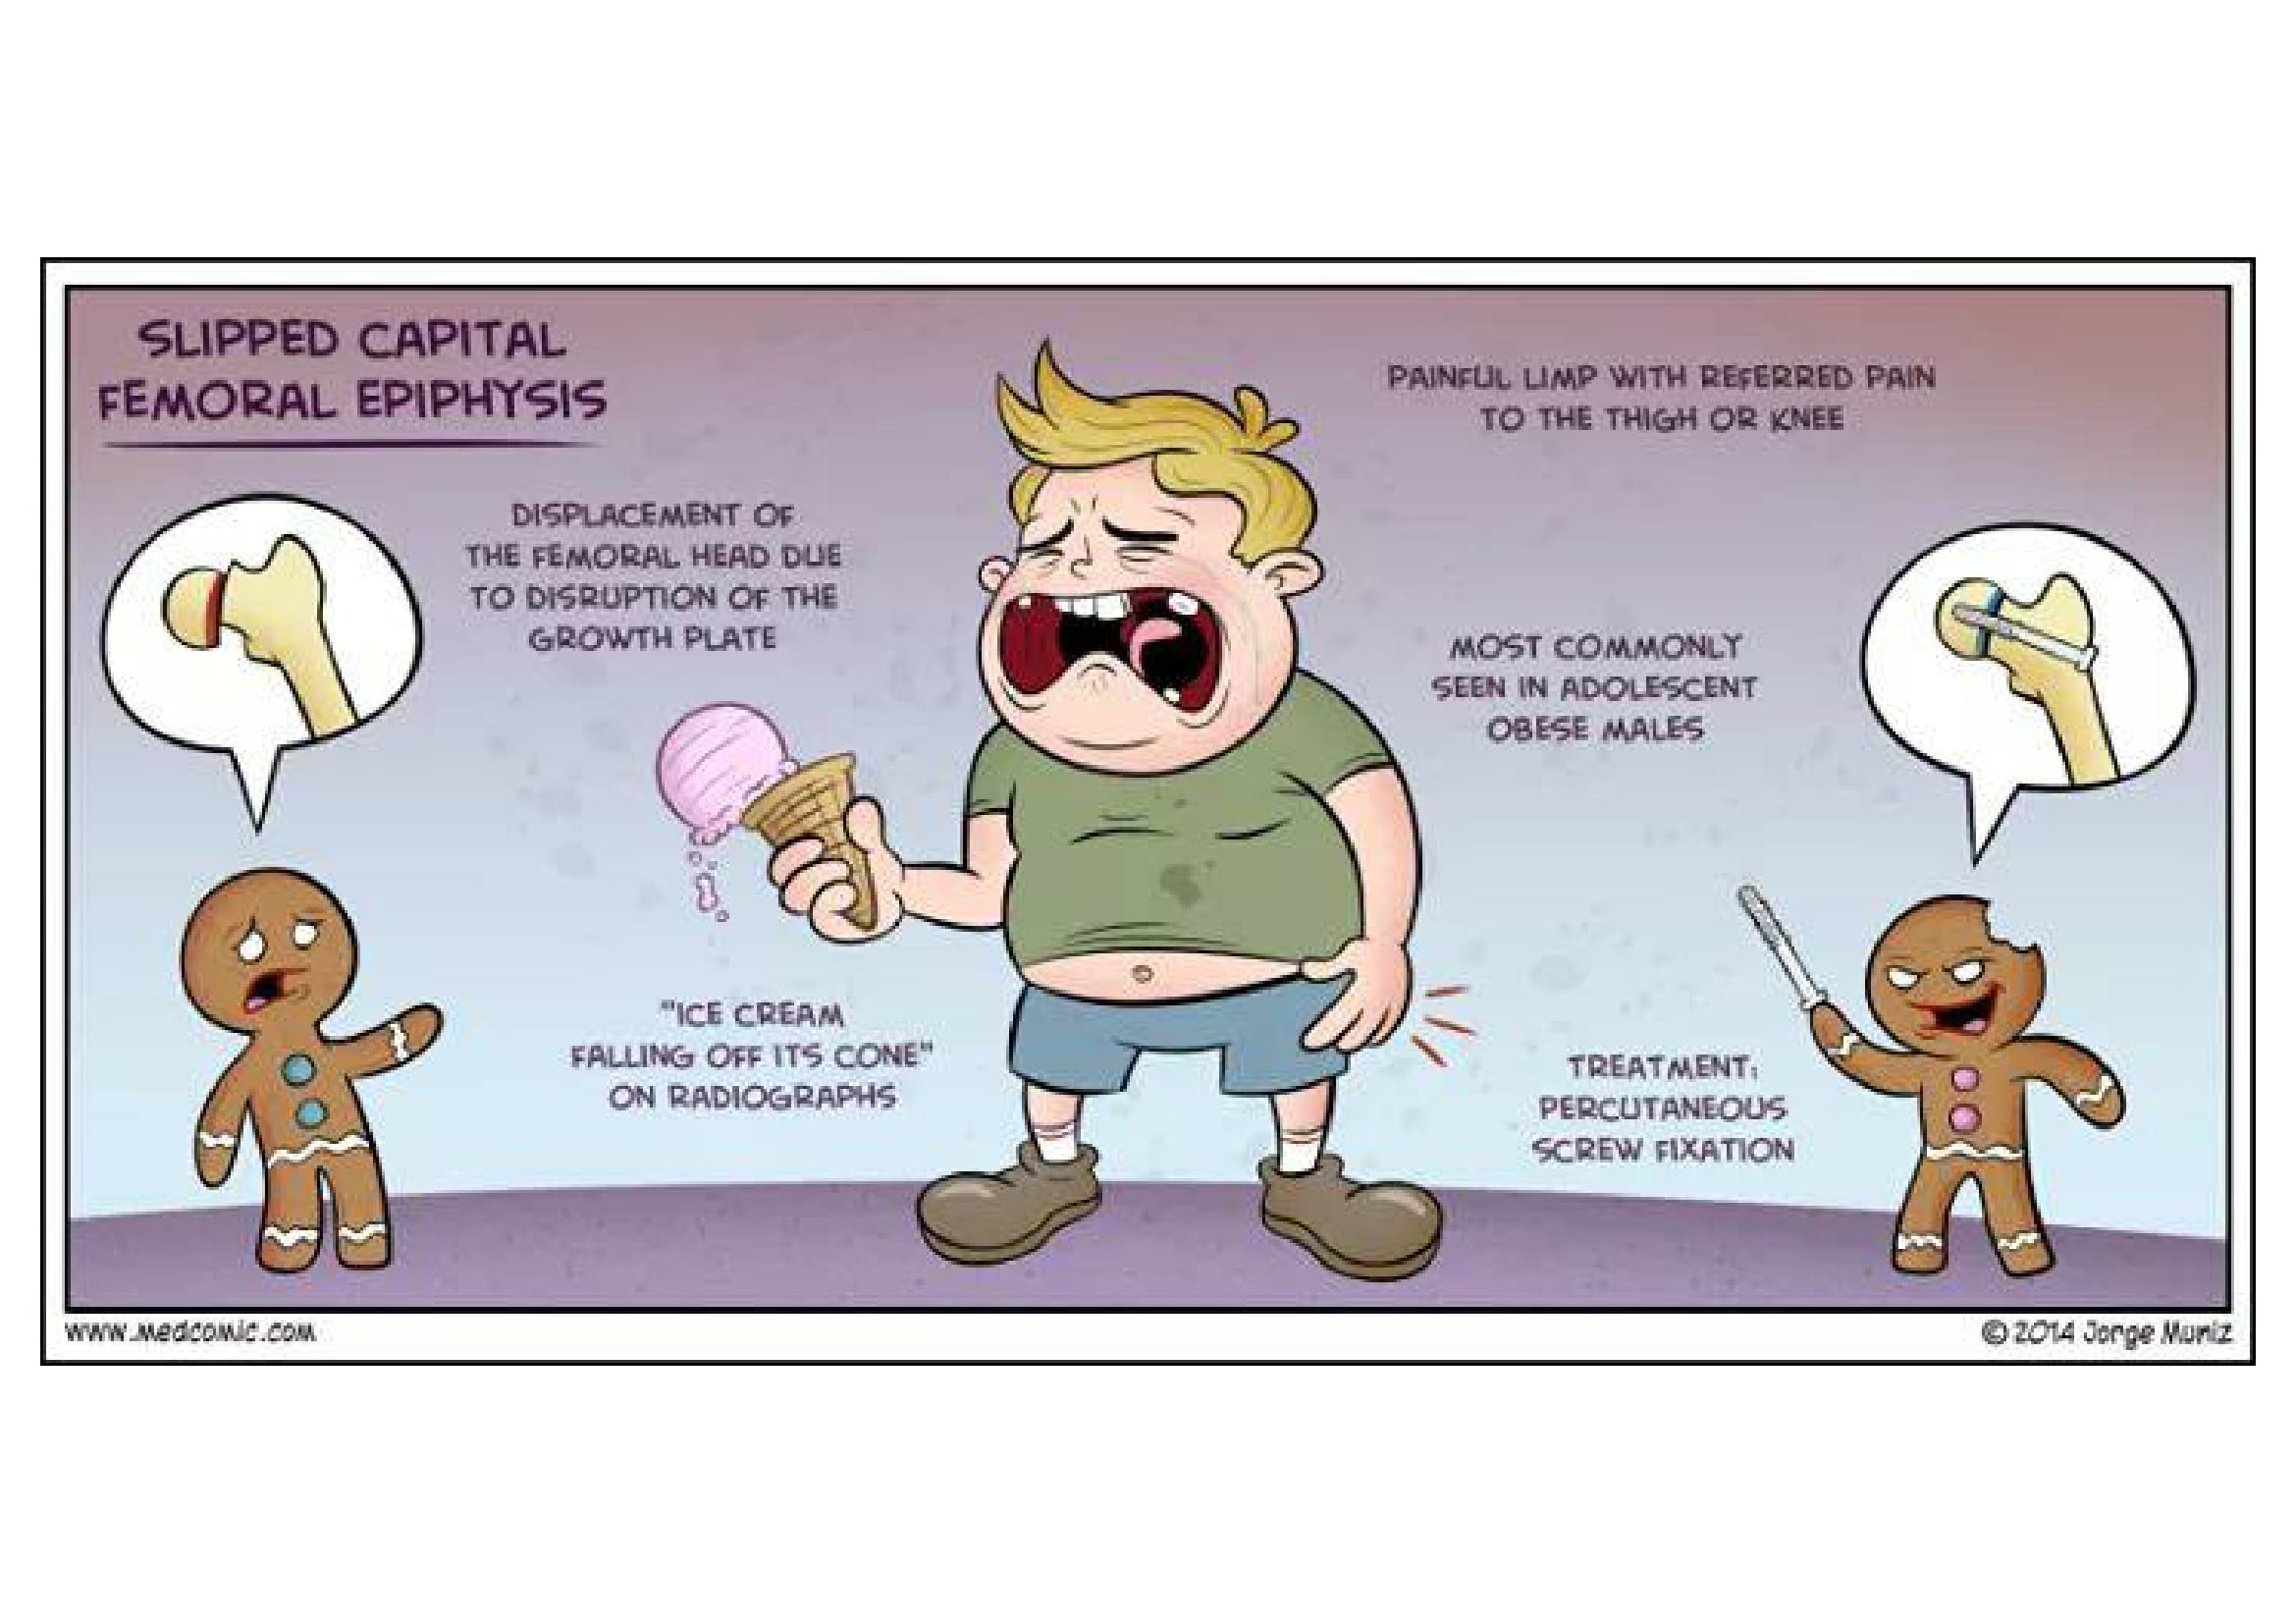 SLIPPED CAPITAL
FEMORAL EPIPHYSIS
DISPLACEMENT OF
THE FEMORAL HEAD DUE
TO DISRUPTION OF THE
GROWTH PLATE
"ICE CREAM
FALLING OFF ITS CONE"
ON RADIOGRAPHS
PAINFUL LIMP WITH REFERRED PAIN
TO THE THIGH OR KNEE
MOST COMMONLY
SEEN IN ADOLESCENT
OBESE MALES
TREATMENT:
PERCUTANEOUS
SCREW FIXATION
www.medcomic.com
© 2014 Jorge Muniz